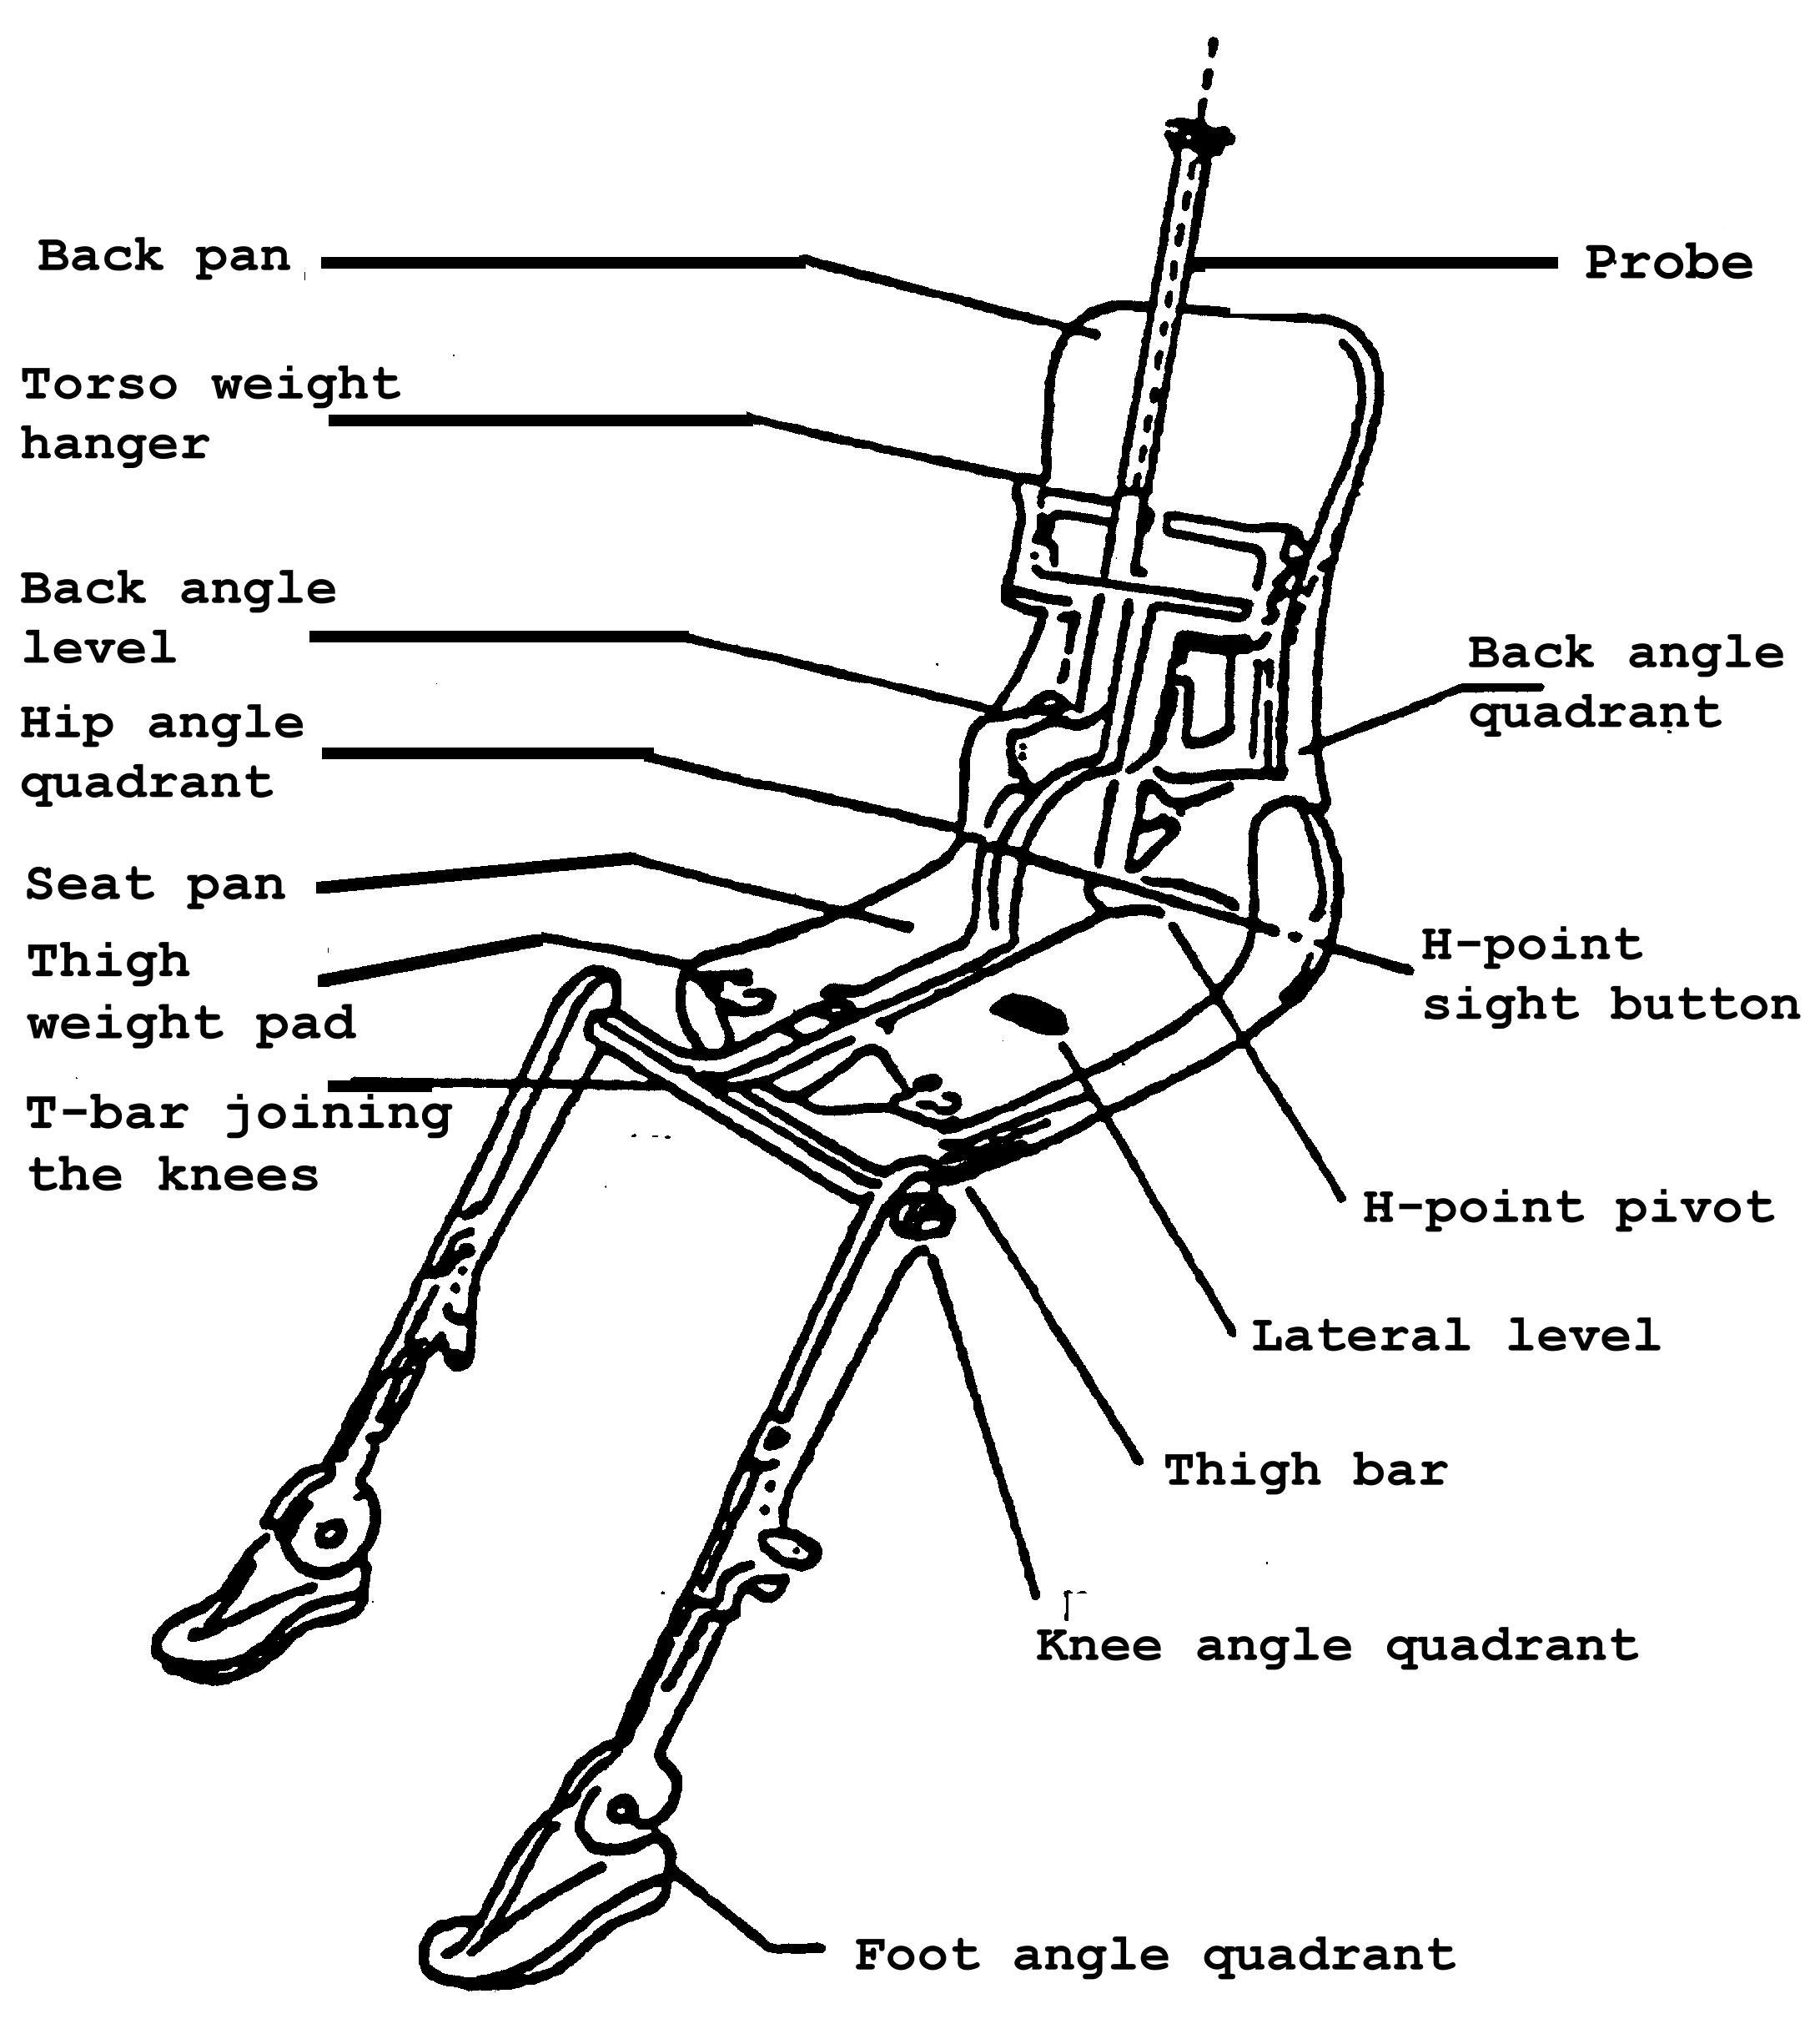 Back pan
Probe
Torso weight
hanger
Back angle
level
Back angle
quadrant
Hip angle
quadrant
Seat pan
Thigh
weight pad
H-point
sight button
T-bar joining
the knees
H-point pivot
Lateral level
Thigh bar
Knee angle quadrant
Foot angle quadrant